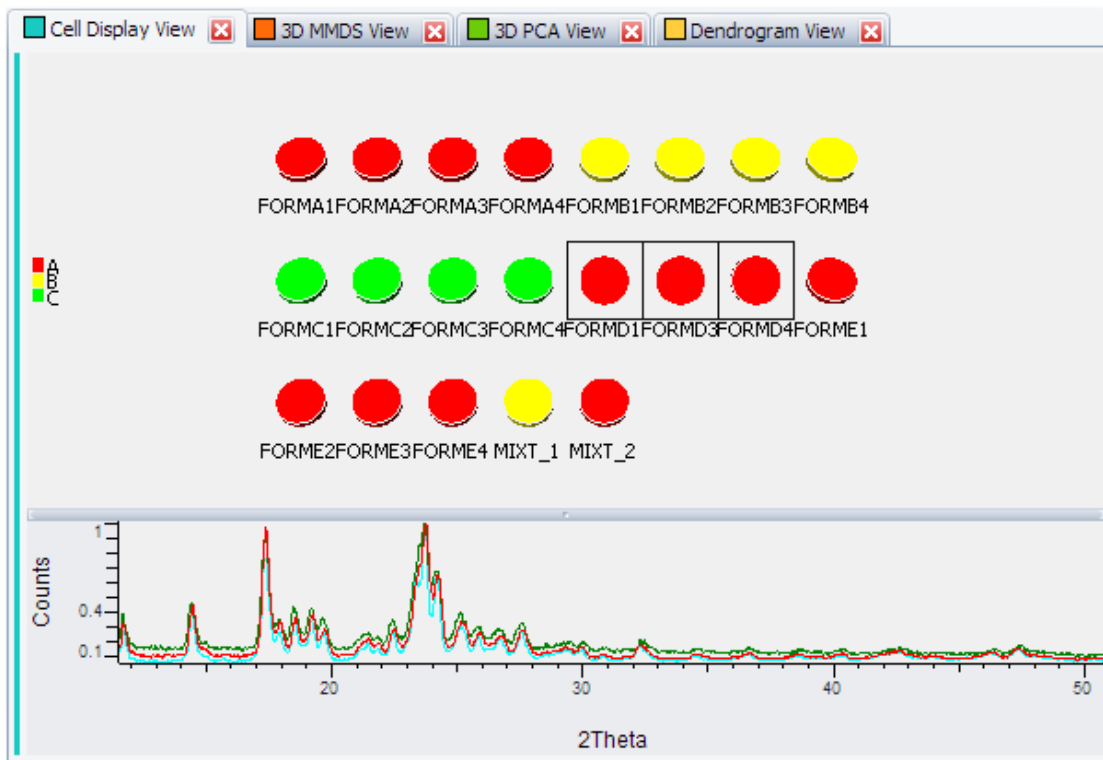 Cell Display View 3D MMDS View 3D PCA View Dendrogram View
FORMA1FORMA2FORMA3FORMA4FORMB1FORMB2FORMB3FORMB4
A
B
C
FORMC1FORMC2FORMC3FORMC4FORMD1FORMD3FORMD4FORME1
FORME2FORME3FORME4 MIXT_1 MIXT_2
Counts
1
0.4
0.1
20 30 40 50
2Theta